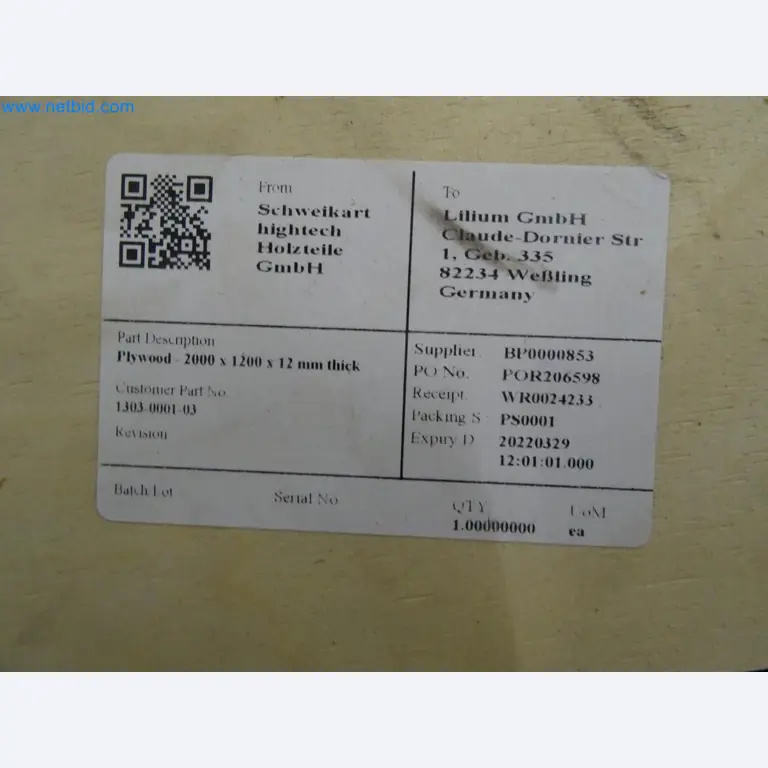 www.netbid.com
From
Schweikart
hightech
Holzteile
GmbH
To
Lilium GmbH
Claude-Dornier Str
1, Geb. 335
82234 Weßling
Germany
Part Description
Plywood - 2000 x 1200 x 12 mm thick
Customer Part No.
1303-0001-03
Revision
Supplier BP0000853
PO No. POR206598
Receipt WR0024233
Packing S PS0001
Expiry D 20220329
12:01:01.000
Batch/Lot
Serial No
QTY
1.00000000
UoM
ea